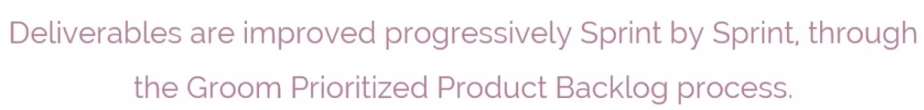 Deliverables are improved progressively Sprint by Sprint, through
the Groom Prioritized Product Backlog process.